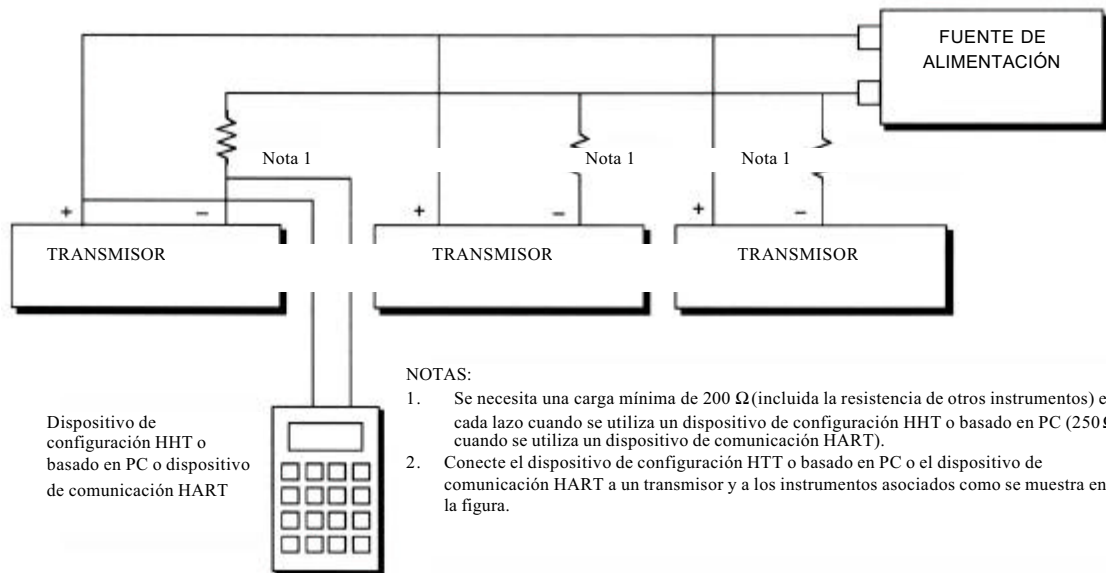 FUENTE DE
ALIMENTACIÓN
Nota 1
Nota 1
Nota 1
+
–
+
–
+
–
TRANSMISOR
TRANSMISOR
TRANSMISOR
Dispositivo de
configuración HHT o
basado en PC o dispositivo
de comunicación HART
NOTAS:
1. Se necesita una carga mínima de 200 Ω (incluida la resistencia de otros instrumentos) e
cada lazo cuando se utiliza un dispositivo de configuración HHT o basado en PC (250
cuando se utiliza un dispositivo de comunicación HART).
2. Conecte el dispositivo de configuración HTT o basado en PC o el dispositivo de
comunicación HART a un transmisor y a los instrumentos asociados como se muestra en
la figura.